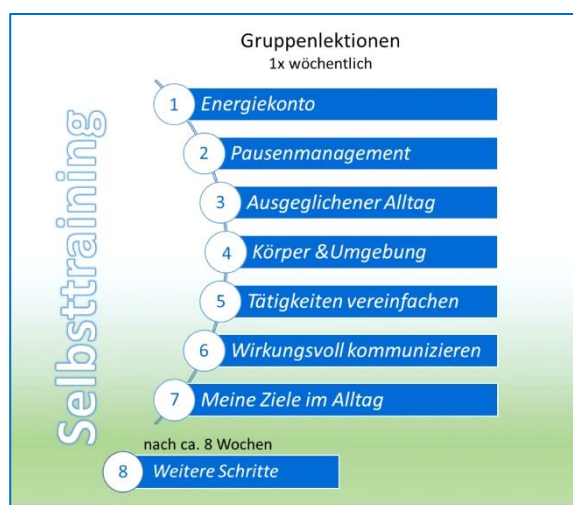 Gruppenlektionen
1x wöchentlich
Selbsttraining
1 Energiekonto
2 Pausenmanagement
3 Ausgeglichener Alltag
4 Körper &Umgebung
5 Tätigkeiten vereinfachen
6 Wirkungsvoll kommunizieren
7 Meine Ziele im Alltag
nach ca. 8 Wochen
8 Weitere Schritte